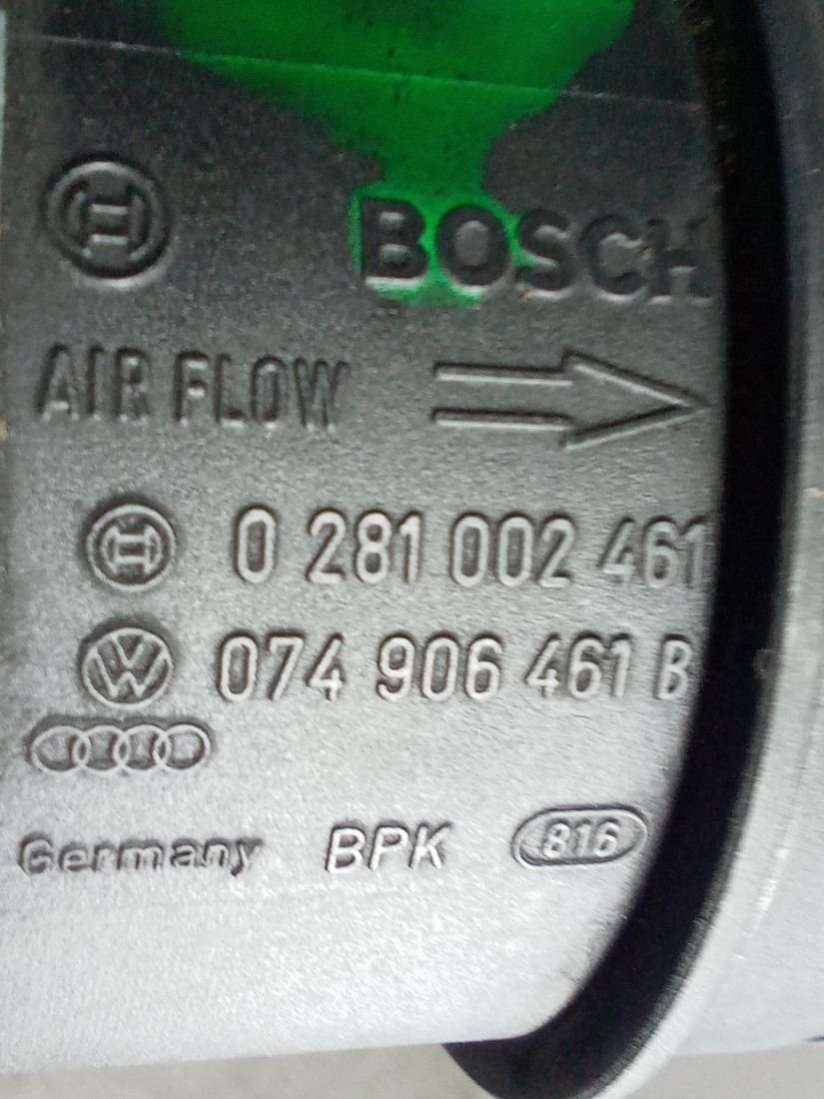 BOSCH
AIR FLOW
0 281 002 461
074 906 461 B
Germany BPK 816